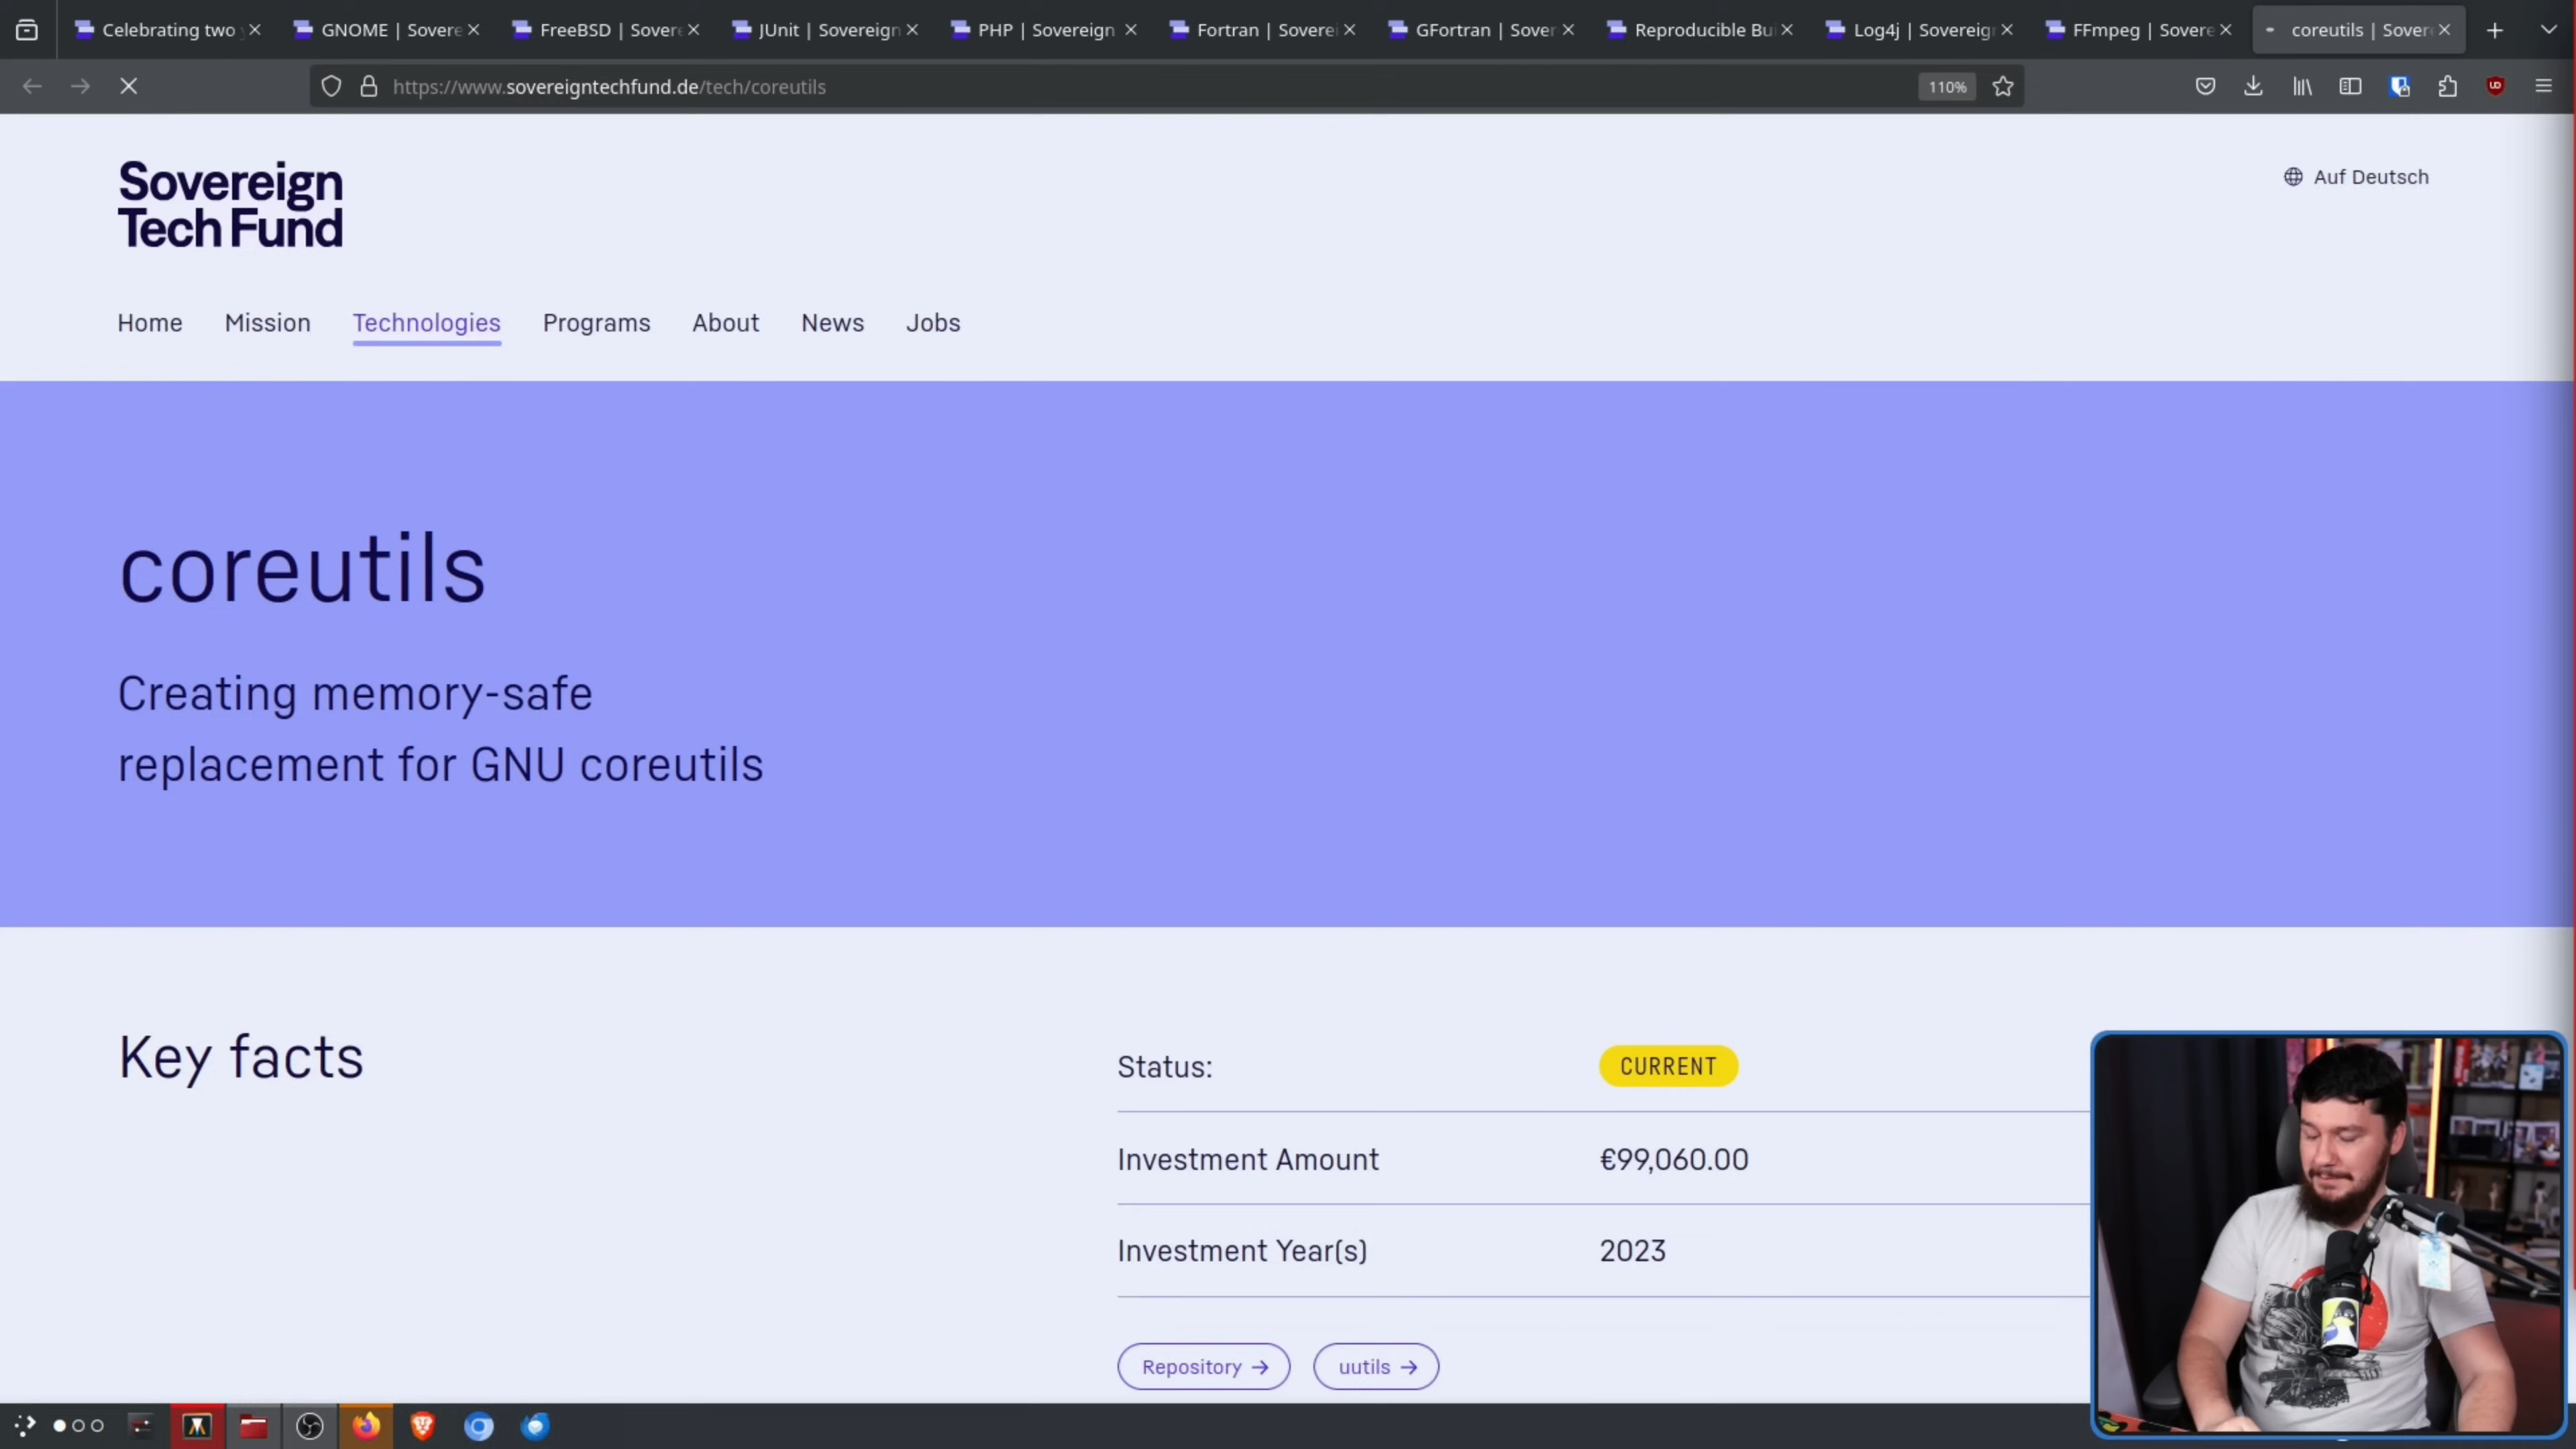 Celebrating two y
GNOME | Sovere
FreeBSD | Sovere
JUnit | Sovereign
PHP | Sovereign
Fortran | Soverei
GFortran | Sover
Reproducible Bui
Log4j | Sovereign
FFmpeg | Sovere
coreutils | Sover
https://www.sovereigntechfund.de/tech/coreutils
110%
Sovereign
Tech Fund
Auf Deutsch
Home Mission Technologies Programs About News Jobs
coreutils
Creating memory-safe
replacement for GNU coreutils
Key facts
Status: CURRENT
Investment Amount €99,060.00
Investment Year(s) 2023
Repository →
uutils →